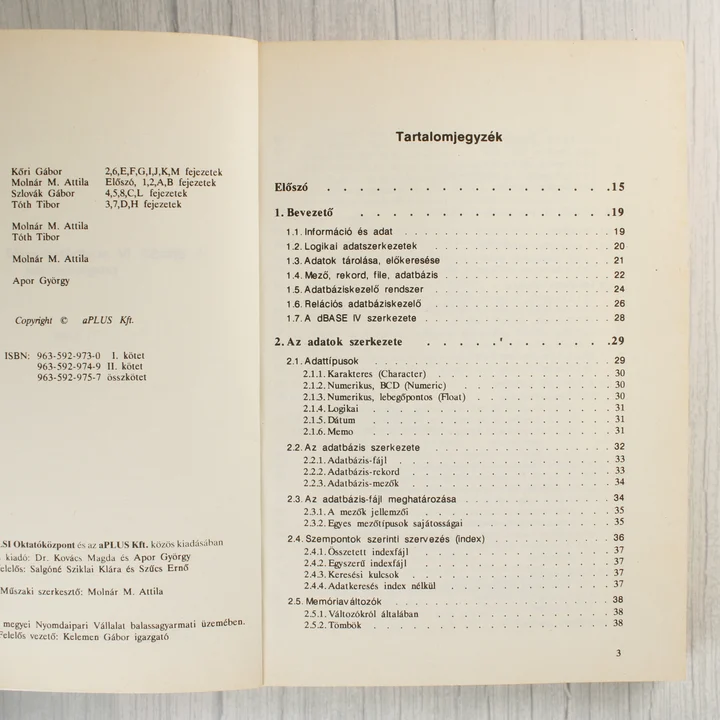 Kőri Gábor 2,6,E,F,G,I,J,K,M fejezetek
Molnár M. Attila Előszó, 1,2,A,B fejezetek
Szlovák Gábor 4,5,8,C,L fejezetek
Tóth Tibor 3,7,D,H fejezetek
Molnár M. Attila
Tóth Tibor
Molnár M. Attila
Apor György
Copyright © aPLUS Kft.
ISBN: 963-592-973-0 I. kötet
963-592-974-9 II. kötet
963-592-975-7 összkötet
LSI Oktatóközpont és az aPLUS Kft. közös kiadásában
kiadó: Dr. Kovács Magda és Apor György
elelős: Salgóné Sziklai Klára és Szűcs Ernő
Műszaki szerkesztő: Molnár M. Attila
megyei Nyomdaipari Vállalat balassagyarmati üzemében.
Felelős vezető: Kelemen Gábor igazgató
Tartalomjegyzék
Előszó . . . . . . . . . . . . . . . . . .15
1. Bevezető . . . . . . . . . . . . . . . .19
1.1. Információ és adat . . . . . . . . . . . . . 19
1.2. Logikai adatszerkezetek . . . . . . . . . . . . 20
1.3. Adatok tárolása, előkeresése . . . . . . . . . . . 21
1.4. Mező, rekord, file, adatbázis . . . . . . . . . . . 22
1.5. Adatbáziskezelő rendszer . . . . . . . . . . . . 24
1.6. Relációs adatbáziskezelő . . . . . . . . . . . . 26
1.7. A dBASE IV szerkezete . . . . . . . . . . . . 28
2. Az adatok szerkezete . . . . . . . . . . . .29
2.1. Adattípusok . . . . . . . . . . . . . . . 29
2.1.1. Karakteres (Character) . . . . . . . . . . . 30
2.1.2. Numerikus, BCD (Numeric) . . . . . . . . . . 30
2.1.3. Numerikus, lebegőpontos (Float) . . . . . . . . . 30
2.1.4. Logikai . . . . . . . . . . . . . . . 31
2.1.5. Dátum . . . . . . . . . . . . . . . 31
2.1.6. Memo . . . . . . . . . . . . . . . 31
2.2. Az adatbázis szerkezete . . . . . . . . . . . . 32
2.2.1. Adatbázis-fájl . . . . . . . . . . . . . 33
2.2.2. Adatbázis-rekord . . . . . . . . . . . . . 33
2.2.3. Adatbázis-mezők . . . . . . . . . . . . . 34
2.3. Az adatbázis-fájl meghatározása . . . . . . . . . . 34
2.3.1. A mezők jellemzői . . . . . . . . . . . . 35
2.3.2. Egyes mezőtípusok sajátosságai . . . . . . . . . 35
2.4. Szempontok szerinti szervezés (index) . . . . . . . . . 36
2.4.1. Összetett indexfájl . . . . . . . . . . . . 37
2.4.2. Egyszerű indexfájl . . . . . . . . . . . . 37
2.4.3. Keresési kulcsok . . . . . . . . . . . . . 37
2.4.4. Adatkeresés index nélkül . . . . . . . . . . . 37
2.5. Memóriaváltozók . . . . . . . . . . . . . . 38
2.5.1. Változókról általában . . . . . . . . . . . . 38
2.5.2. Tömbök . . . . . . . . . . . . . . . 38
3